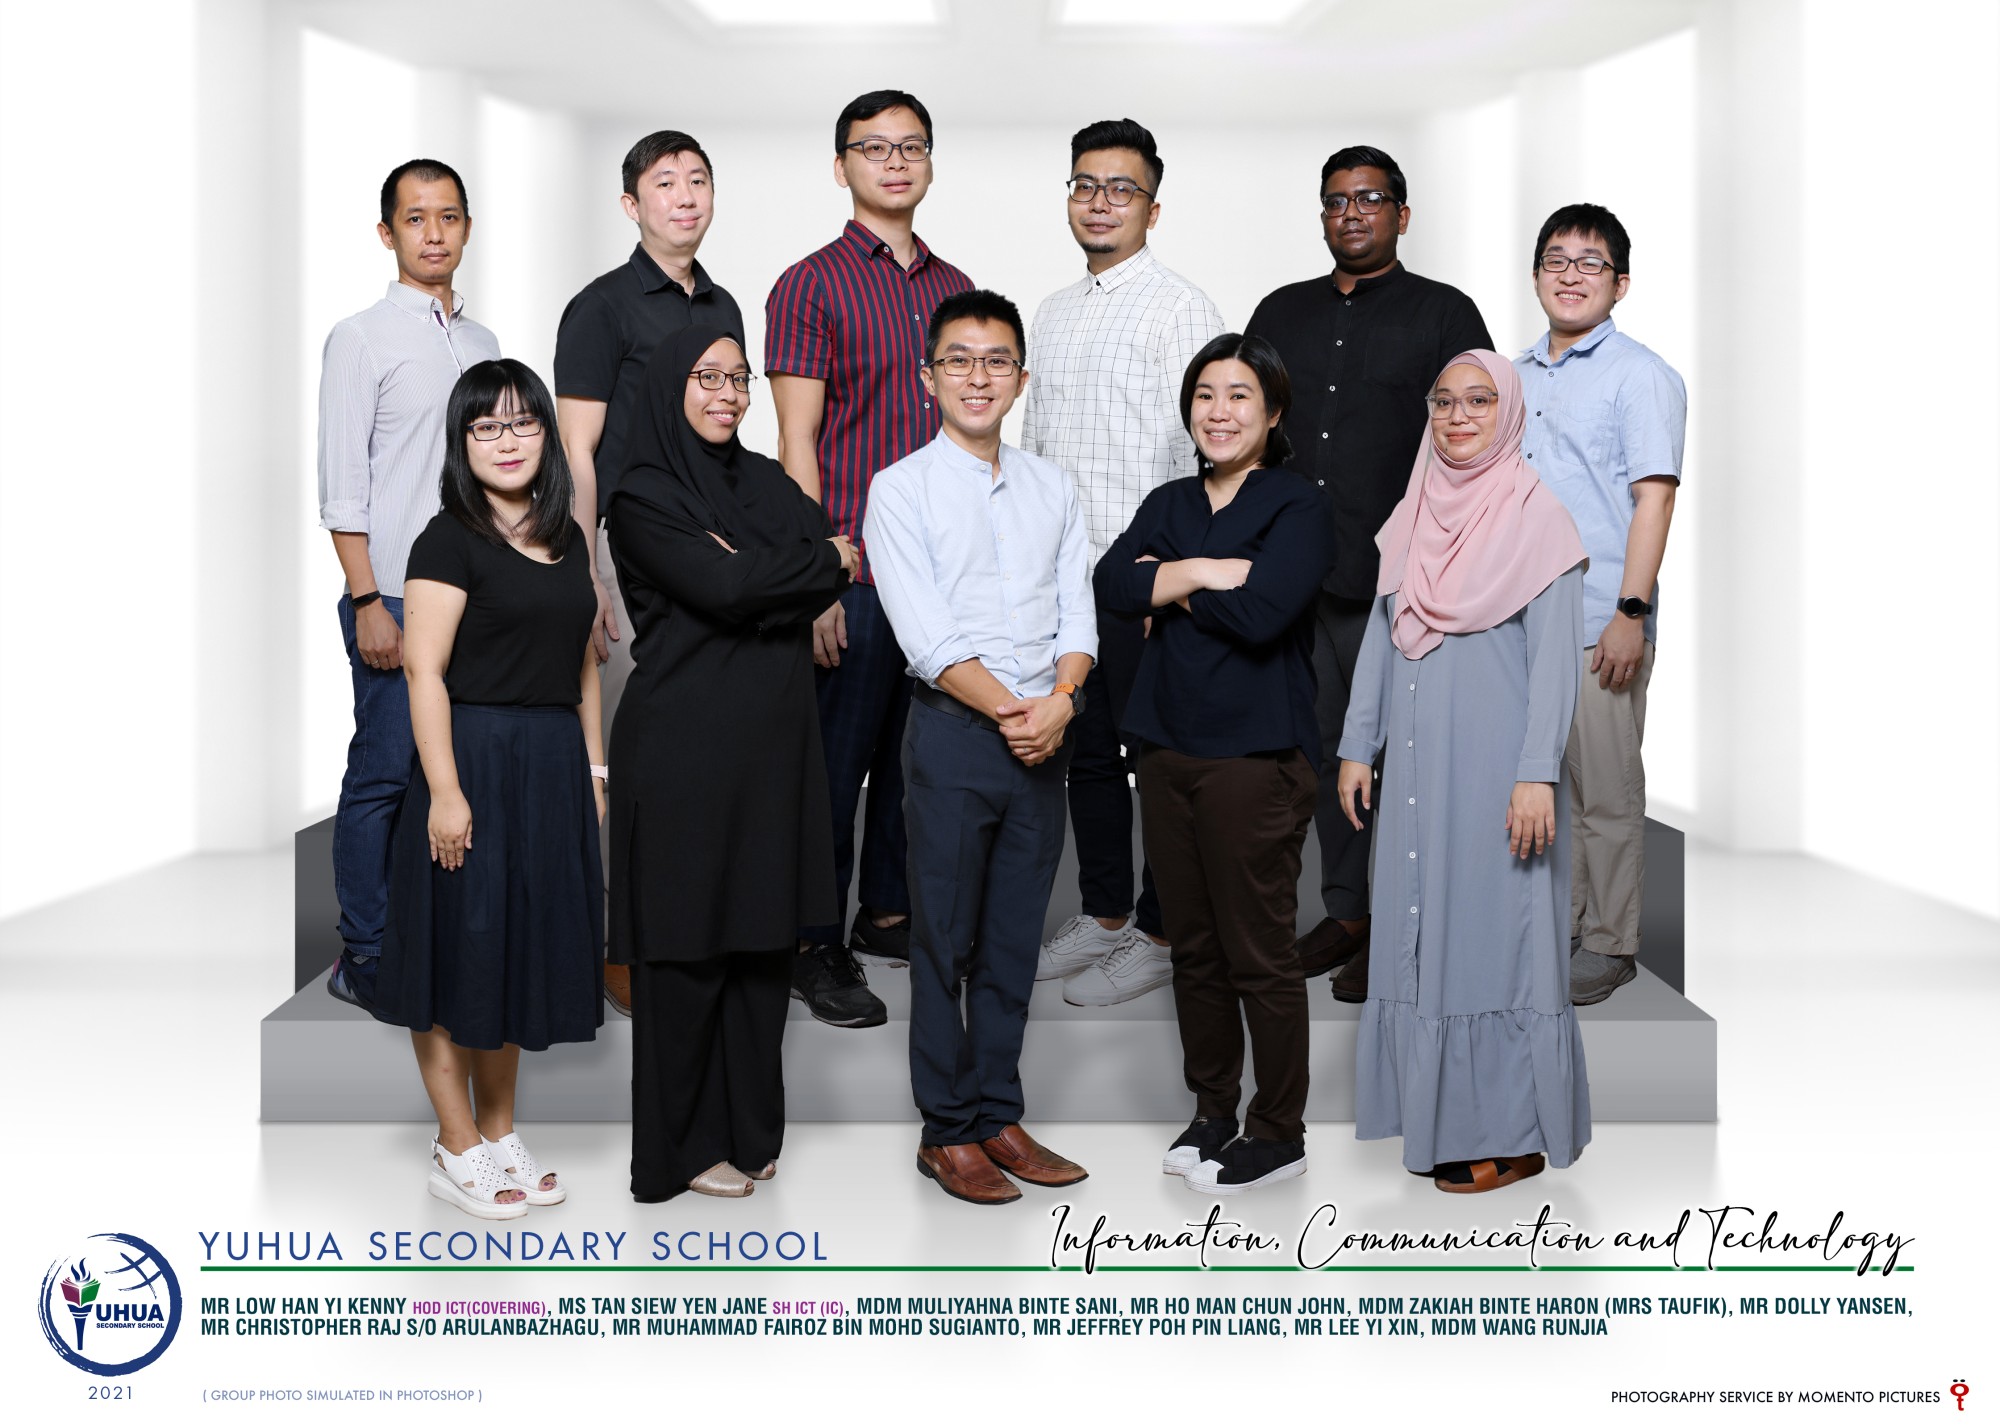 YUHUA SECONDARY SCHOOL
Information, Communication and Technology
UHUA
SECONDARY SCHOOL
MR LOW HAN YI KENNY HOD ICT(COVERING), MS TAN SIEW YEN JANE SH ICT (IC), MDM MULIYAHNA BINTE SANI, MR HO MAN CHUN JOHN, MDM ZAKIAH BINTE HARON (MRS TAUFIK), MR DOLLY YANSEN,
MR CHRISTOPHER RAJ S/O ARULANBAZHAGU, MR MUHAMMAD FAIROZ BIN MOHD SUGIANTO, MR JEFFREY POH PIN LIANG, MR LEE YI XIN, MDM WANG RUNJIA
2021
( GROUP PHOTO SIMULATED IN PHOTOSHOP )
PHOTOGRAPHY SERVICE BY MOMENTO PICTURES